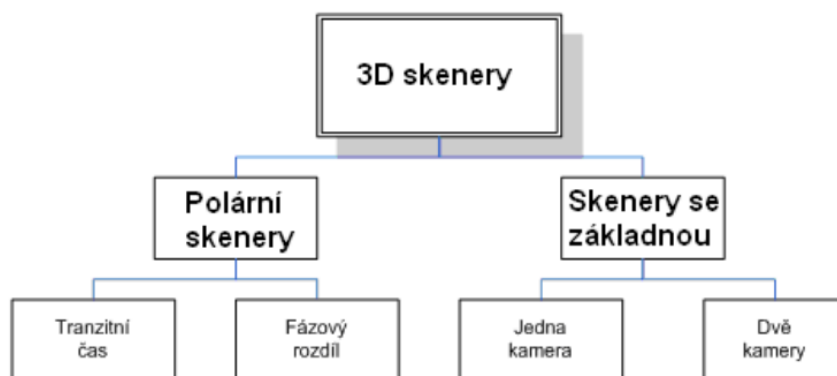 3D skenery
Polární
skenery
Skenery se
základnou
Tranzitní
čas
Fázový
rozdíl
Jedna
kamera
Dvě
kamery